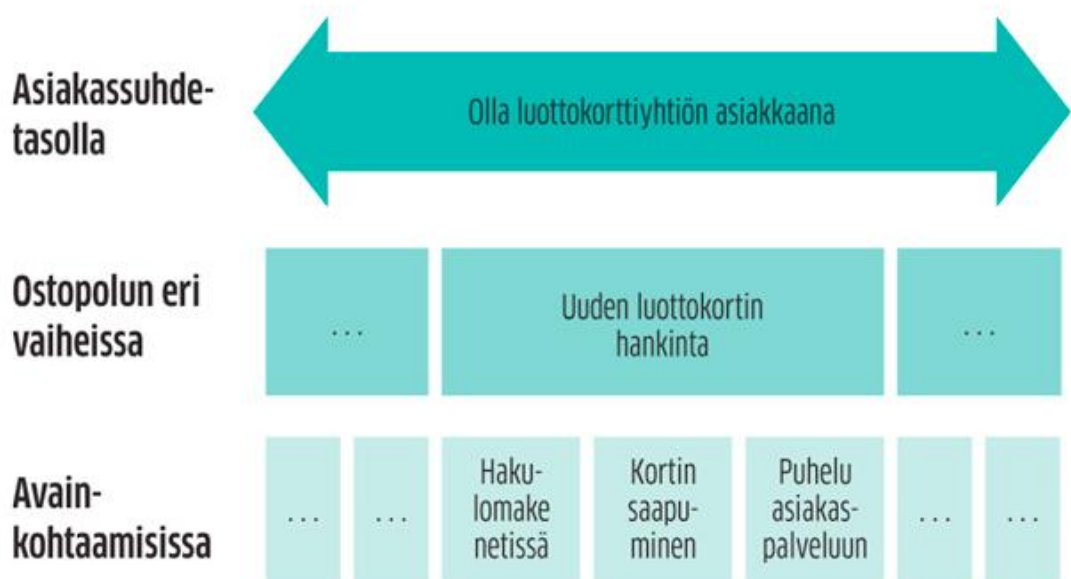 Asiakassuhde-
tasolla
Olla luottokorttiyhtiön asiakkaana
Ostopolun eri
vaiheissa
...
Uuden luottokortin
hankinta
...
Avain-
kohtaamisissa
...
...
Haku-
lomake
netissä
Kortin
saapu-
minen
Puhelu
asiakas-
palveluun
...
...